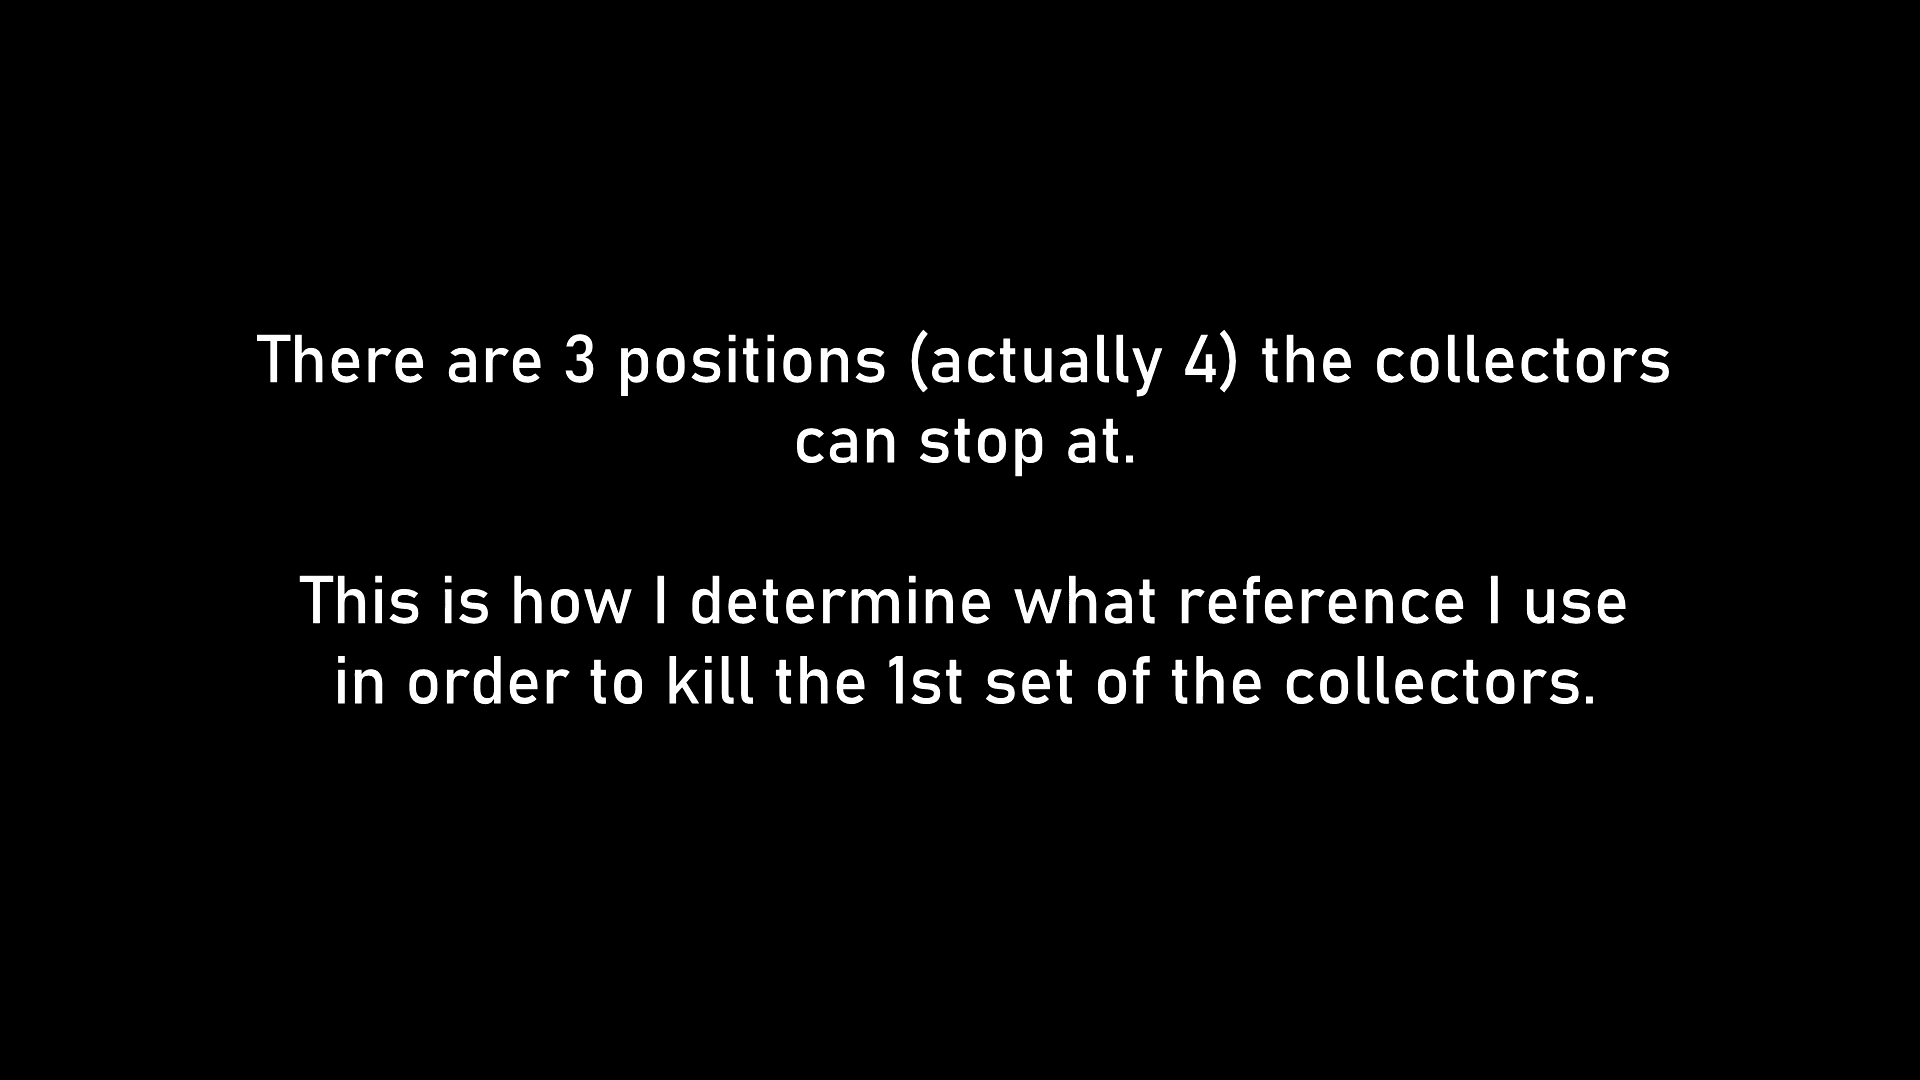 There are 3 positions (actually 4) the collectors
can stop at.
This is how I determine what reference I use
in order to kill the 1st set of the collectors.